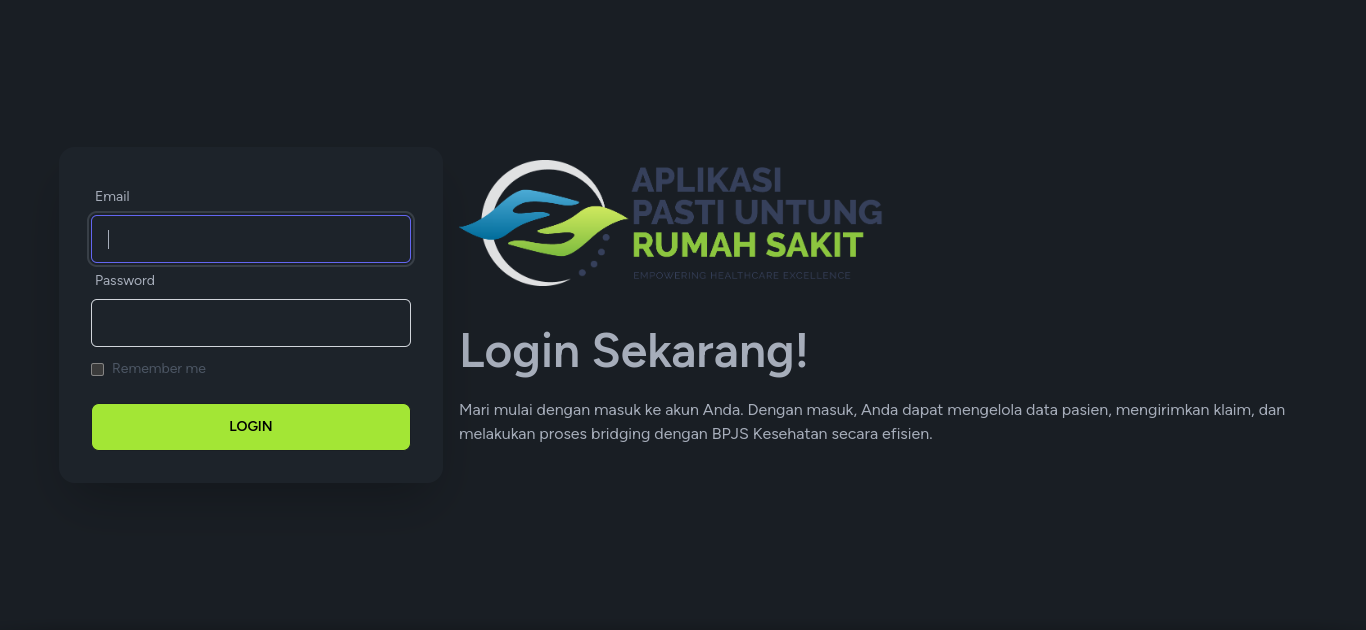 Email
Password
Remember me
LOGIN
APLIKASI
PASTI UNTUNG
RUMAH SAKIT
EMPOWERING HEALTHCARE EXCELLENCE
Login Sekarang!
Mari mulai dengan masuk ke akun Anda. Dengan masuk, Anda dapat mengelola data pasien, mengirimkan klaim, dan
melakukan proses bridging dengan BPJS Kesehatan secara efisien.